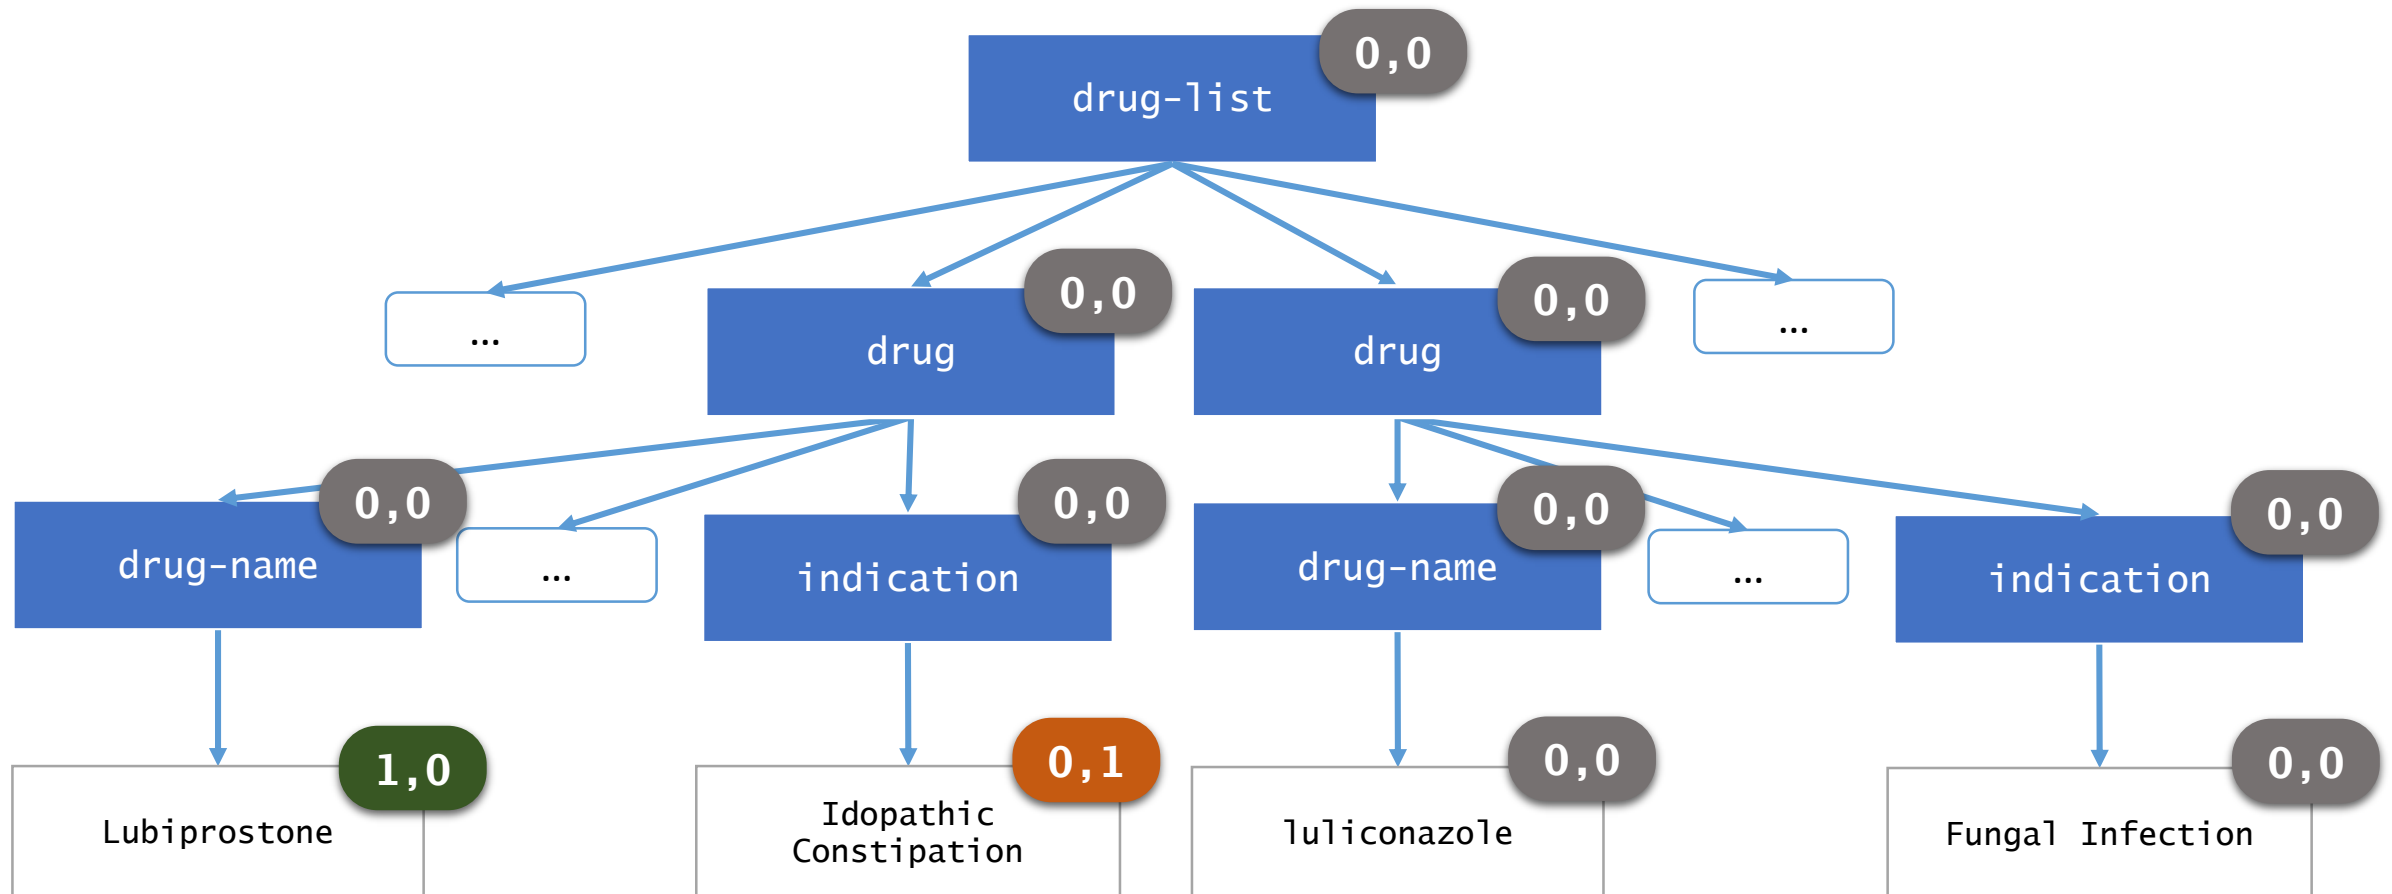 0,0
drug-list
0,0
0,0
...
drug
drug
...
0,0
0,0
0,0
0,0
drug-name
...
indication
drug-name
...
indication
1,0
0,1
0,0
0,0
Lubiprostone
Idopathic
Constipation
luliconazole
Fungal Infection